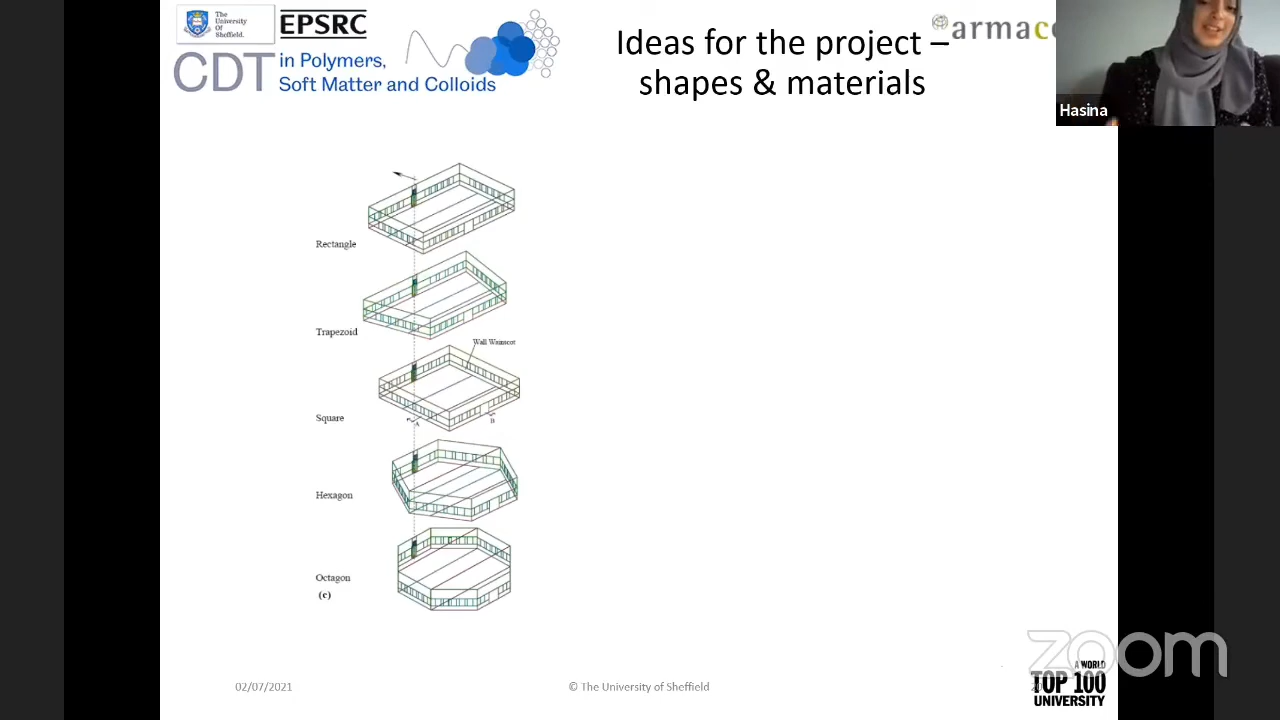 The
University
Of
Sheffield.
EPSRC
CDT
in Polymers,
Soft Matter and Colloids
Ideas for the project –
shapes & materials
armac
Hasina
Rectangle
Trapezoid
Wall Wainscot
Square
A
B
Hexagon
Octagon
(c)
02/07/2021
© The University of Sheffield
zoom
A WORLD
TOP 100
UNIVERSITY